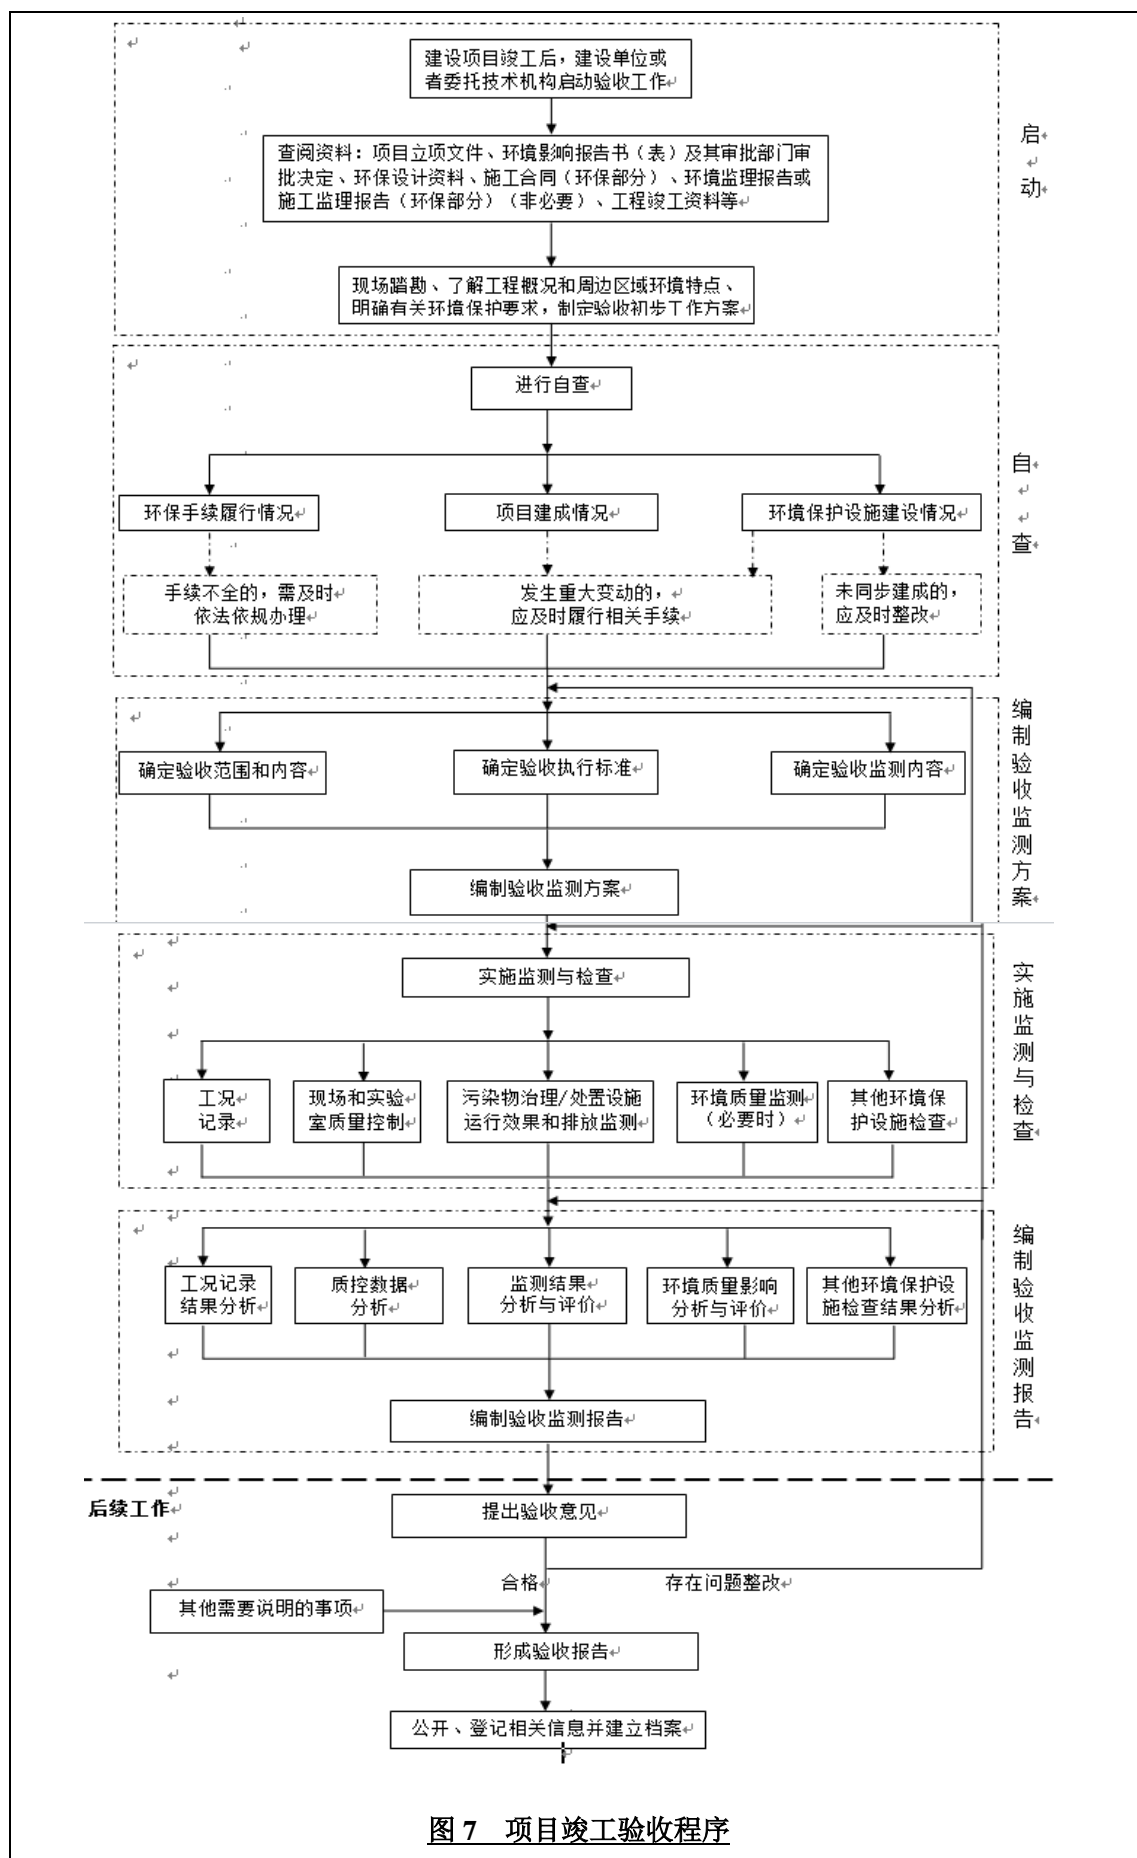 建设项目竣工后，建设单位或
者委托技术机构启动验收工作
查阅资料：项目立项文件、环境影响报告书（表）及其审批部门审
批决定、环保设计资料、施工合同（环保部分）、环境监理报告或
施工监理报告（环保部分）（非必要）、工程竣工资料等
现场踏勘、了解工程概况和周边区域环境特点、
明确有关环境保护要求，制定验收初步工作方案
启
动
进行自查
环保手续履行情况
项目建成情况
环境保护设施建设情况
手续不全的，需及时
依法依规办理
发生重大变动的，
应及时履行相关手续
未同步建成的，
应及时整改
自
查
确定验收范围和内容
确定验收执行标准
确定验收监测内容
编制验收监测方案
编
制
验
收
监
测
方
案
实施监测与检查
工况
记录
现场和实验
室质量控制
污染物治理/处置设施
运行效果和排放监测
环境质量监测
（必要时）
其他环境保
护设施检查
实
施
监
测
与
检
查
工况记录
结果分析
质控数据
分析
监测结果
分析与评价
环境质量影响
分析与评价
其他环境保护设
施检查结果分析
编制验收监测报告
编
制
验
收
监
测
报
告
后续工作
提出验收意见
合格
存在问题整改
其他需要说明的事项
形成验收报告
公开、登记相关信息并建立档案
图 7 项目竣工验收程序